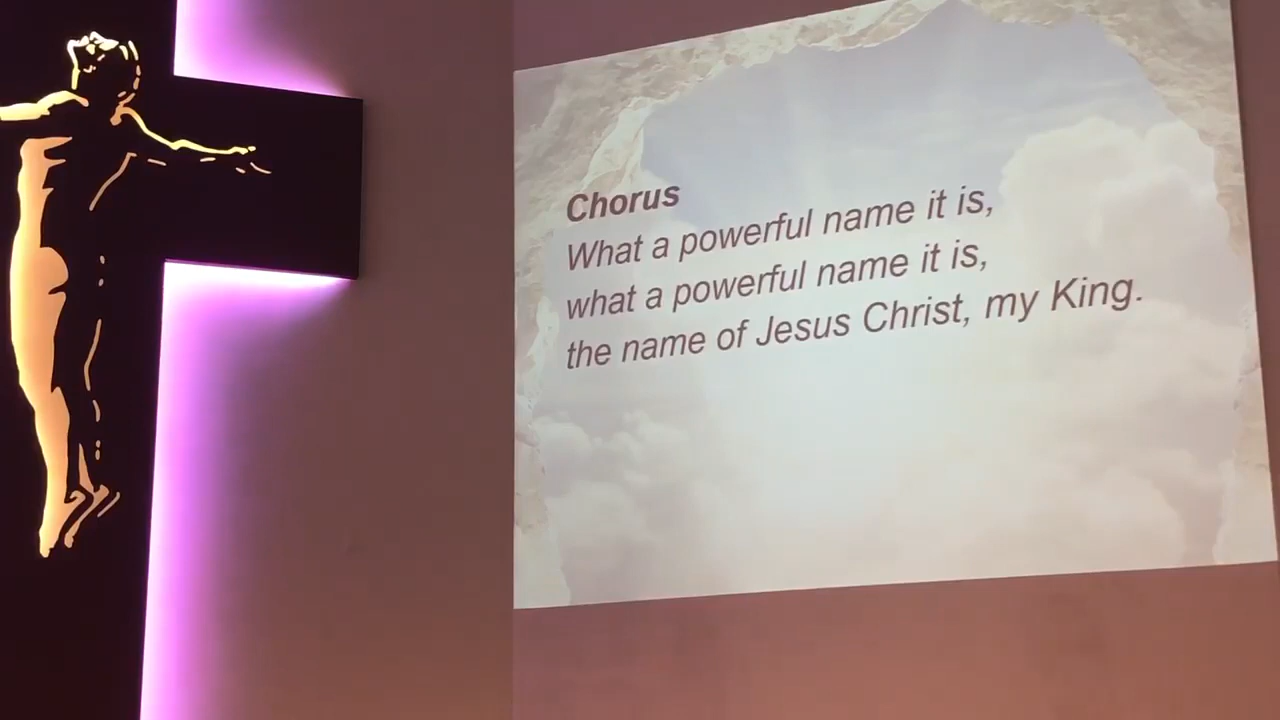 Chorus
What a powerful name it is,
what a powerful name it is,
the name of Jesus Christ, my King.